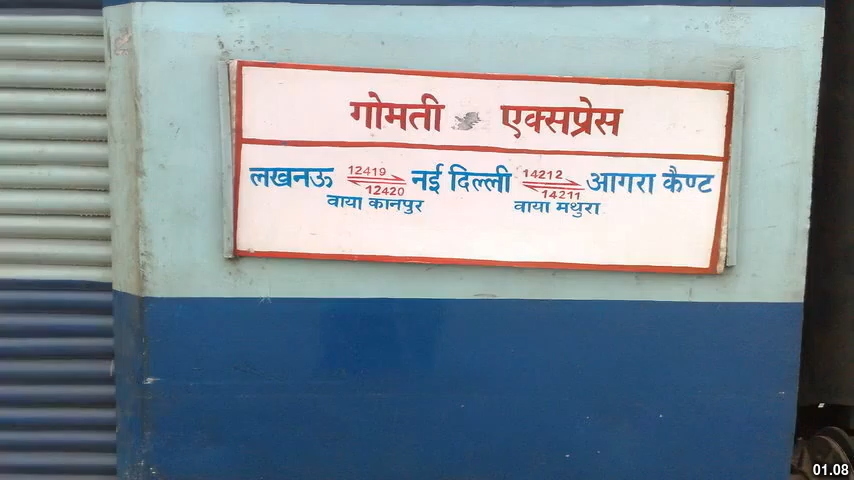 गोमती एक्सप्रेस
लखनऊ 12419 12420 नई दिल्ली 14212 14211 आगरा कैण्ट
वाया कानपुर वाया मथुरा
01.08